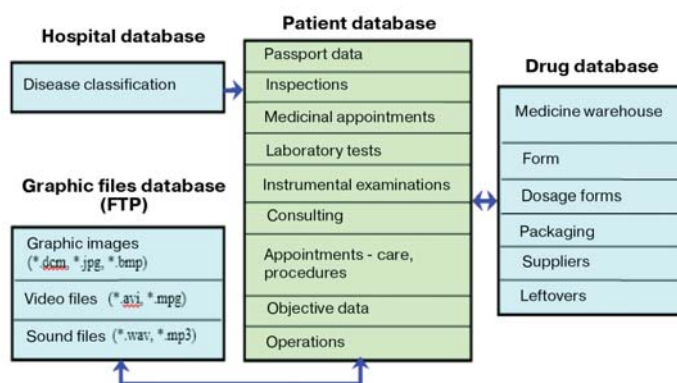 Hospital database
Disease classification
Graphic files database
(FTP)
Graphic images
(*.dcm, *.jpg, *.bmp)
Video files (*.avi, *.mpg)
Sound files (*.wav, *.mp3)
Patient database
Passport data
Inspections
Medicinal appointments
Laboratory tests
Instrumental examinations
Consulting
Appointments - care,
procedures
Objective data
Operations
Drug database
Medicine warehouse
Form
Dosage forms
Packaging
Suppliers
Leftovers